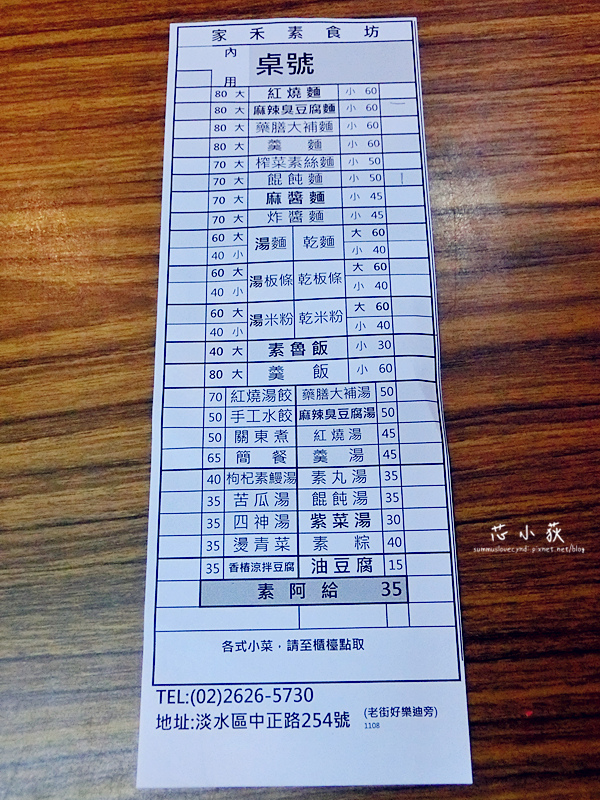 家禾素食坊
內用 桌號
80 大 紅燒麵 小 60
80 大 麻辣臭豆腐麵 小 60
80 大 藥膳大補麵 小 60
80 大 羹麵 小 60
70 大 榨菜素絲麵 小 50
70 大 餛飩麵 小 50
70 大 麻醬麵 小 45
70 大 炸醬麵 小 45
60 大 湯麵 乾麵 大 60
40 小 小 40
60 大 湯板條 乾板條 大 60
40 小 小 40
60 大 湯米粉 乾米粉 大 60
40 小 小 40
40 大 素魯飯 小 30
80 大 羹飯 小 60
70 紅燒湯餃 藥膳大補湯 50
50 手工水餃 麻辣臭豆腐湯 50
50 關東煮 紅燒湯 45
65 簡餐 羹湯 45
40 枸杞素鰻湯 素丸湯 35
35 苦瓜湯 餛飩湯 35
35 四神湯 紫菜湯 30
35 燙青菜 素粽 40
35 香椿涼拌豆腐 油豆腐 15
素阿給 35
各式小菜，請至櫃檯點取
TEL:(02)2626-5730
地址:淡水區中正路254號 (老街好樂迪旁)
1108
芯小荻
summuslovecyndi.pixnet.net/blog